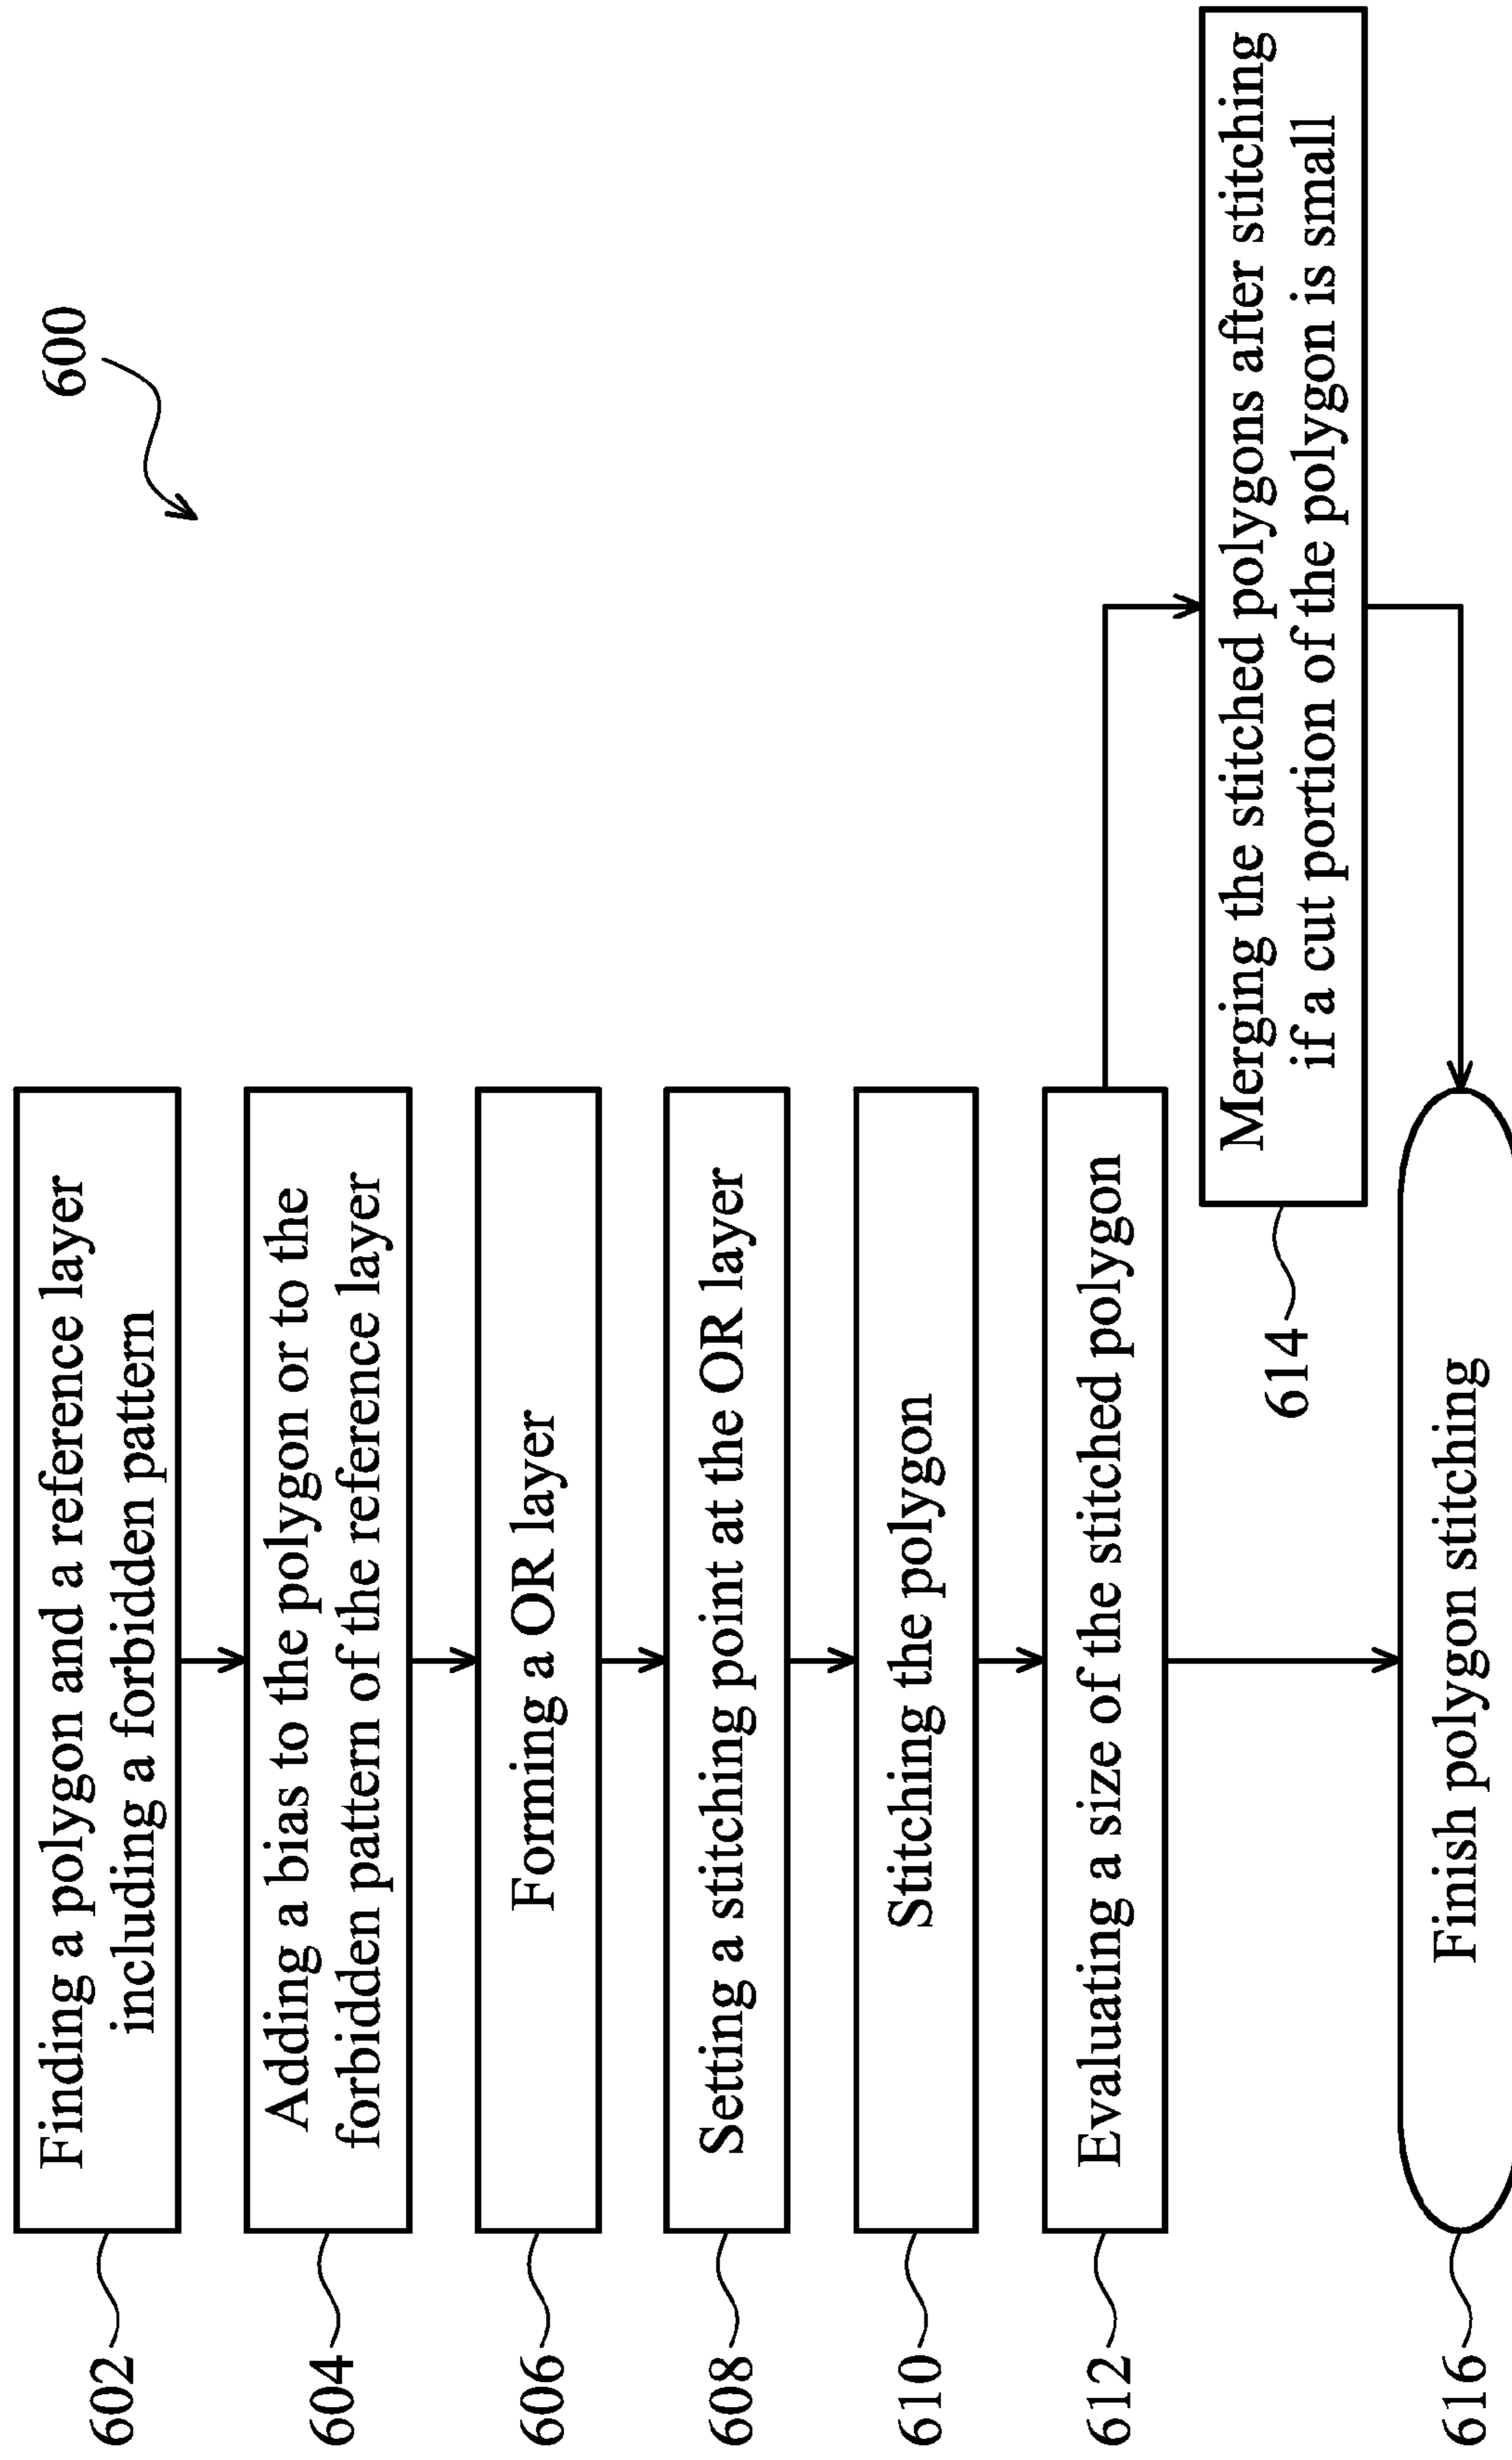 600
602
Finding a polygon and a reference layer
including a forbidden pattern
604
Adding a bias to the polygon or to the
forbidden pattern of the reference layer
606
Forming a OR layer
608
Setting a stitching point at the OR layer
610
Stitching the polygon
612
Evaluating a size of the stitched polygon
614
Merging the stitched polygons after stitching
if a cut portion of the polygon is small
616
Finish polygon stitching